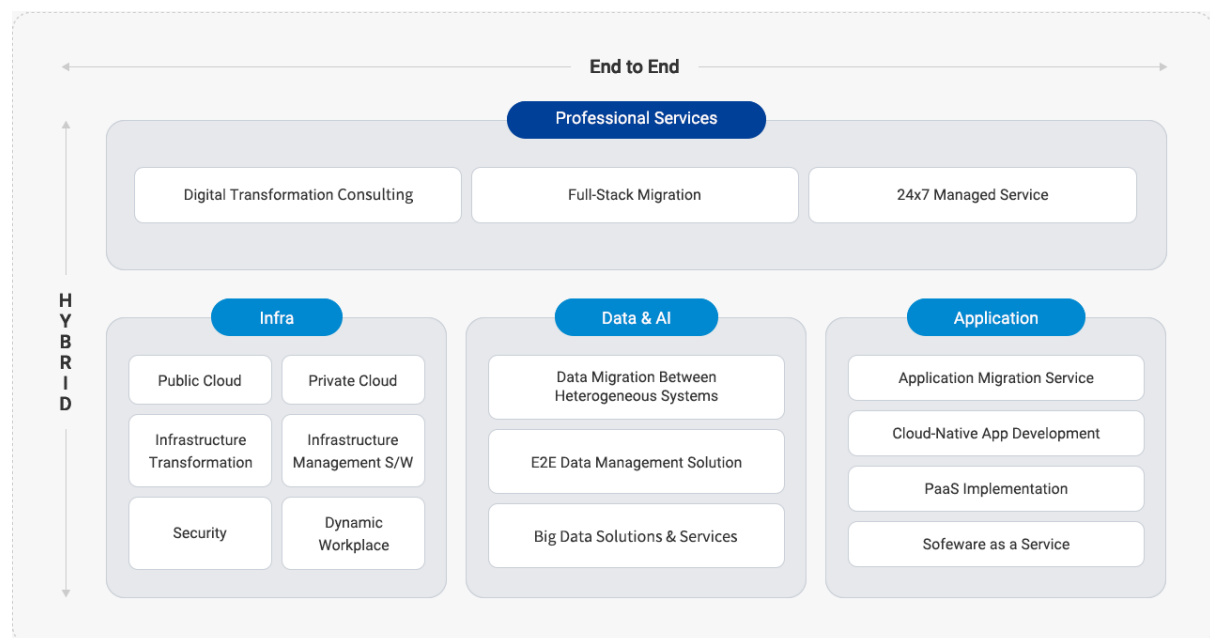 End to End
Professional Services
Digital Transformation Consulting
Full-Stack Migration
24x7 Managed Service
HYBRID
Infra
Public Cloud
Private Cloud
Infrastructure
Transformation
Infrastructure
Management S/W
Security
Dynamic
Workplace
Data & AI
Data Migration Between
Heterogeneous Systems
E2E Data Management Solution
Big Data Solutions & Services
Application
Application Migration Service
Cloud-Native App Development
PaaS Implementation
Sofeware as a Service